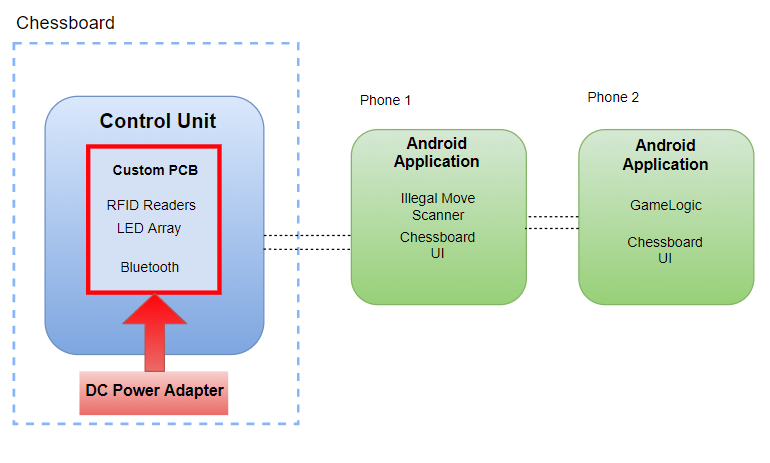 Chessboard
Control Unit
Custom PCB
RFID Readers
LED Array
Bluetooth
DC Power Adapter
Phone 1
Android
Application
Illegal Move
Scanner
Chessboard
UI
Phone 2
Android
Application
GameLogic
Chessboard
UI